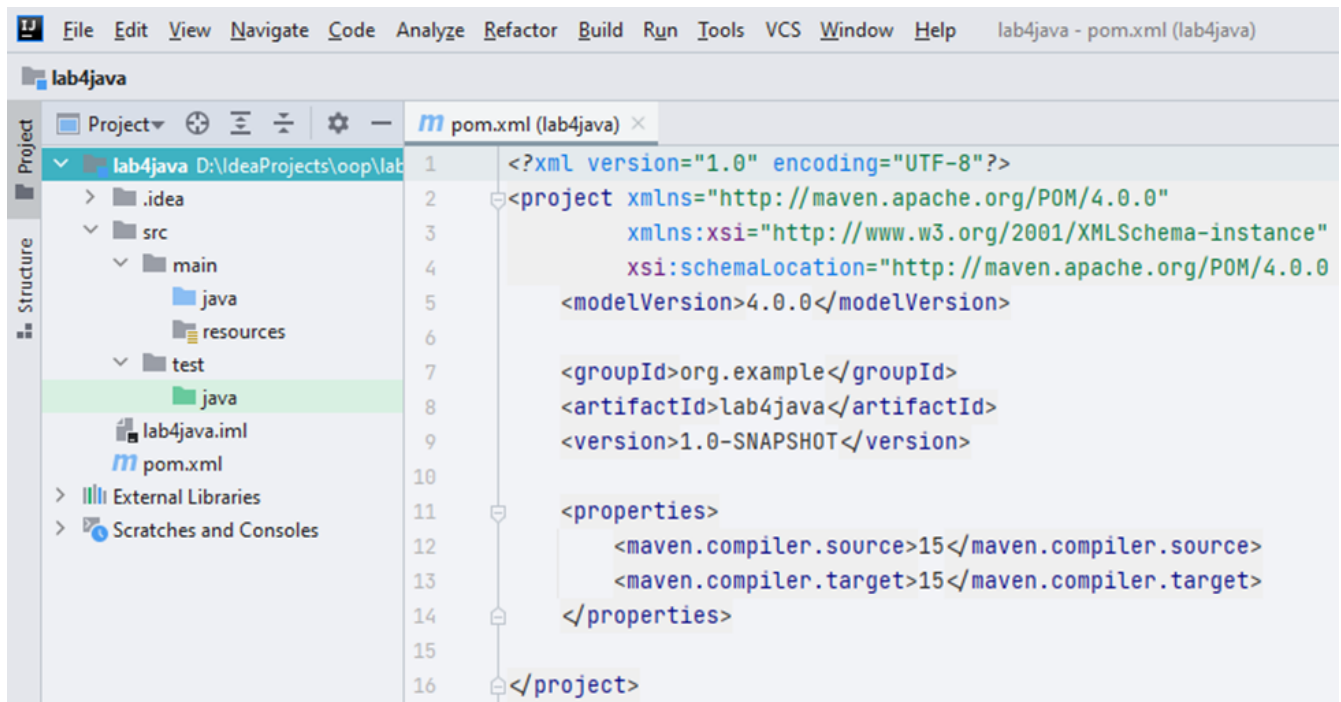 IJ File Edit View Navigate Code Analyze Refactor Build Run Tools VCS Window Help lab4java - pom.xml (lab4java)
lab4java
Project
Structure
Project
lab4java D:\IdeaProjects\oop\lab
.idea
src
main
java
resources
test
java
lab4java.iml
pom.xml
External Libraries
Scratches and Consoles
m pom.xml (lab4java)
1 <?xml version="1.0" encoding="UTF-8"?>
2 <project xmlns="http://maven.apache.org/POM/4.0.0"
3 xmlns:xsi="http://www.w3.org/2001/XMLSchema-instance"
4 xsi:schemaLocation="http://maven.apache.org/POM/4.0.0
5 <modelVersion>4.0.0</modelVersion>
6
7 <groupId>org.example</groupId>
8 <artifactId>lab4java</artifactId>
9 <version>1.0-SNAPSHOT</version>
10
11 <properties>
12 <maven.compiler.source>15</maven.compiler.source>
13 <maven.compiler.target>15</maven.compiler.target>
14 </properties>
15
16 </project>